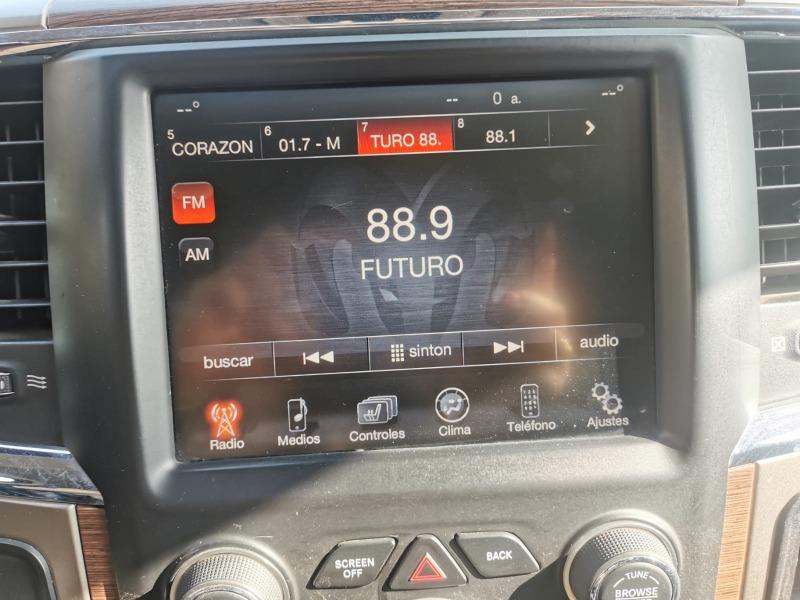 --° -- 0 a. --°
5 CORAZON 6 01.7 - M 7 TURO 88. 8 88.1
FM
88.9
AM
FUTURO
buscar sinton audio
Radio Medios Controles Clima Teléfono Ajustes
SCREEN OFF BACK
TUNE
BROWSE